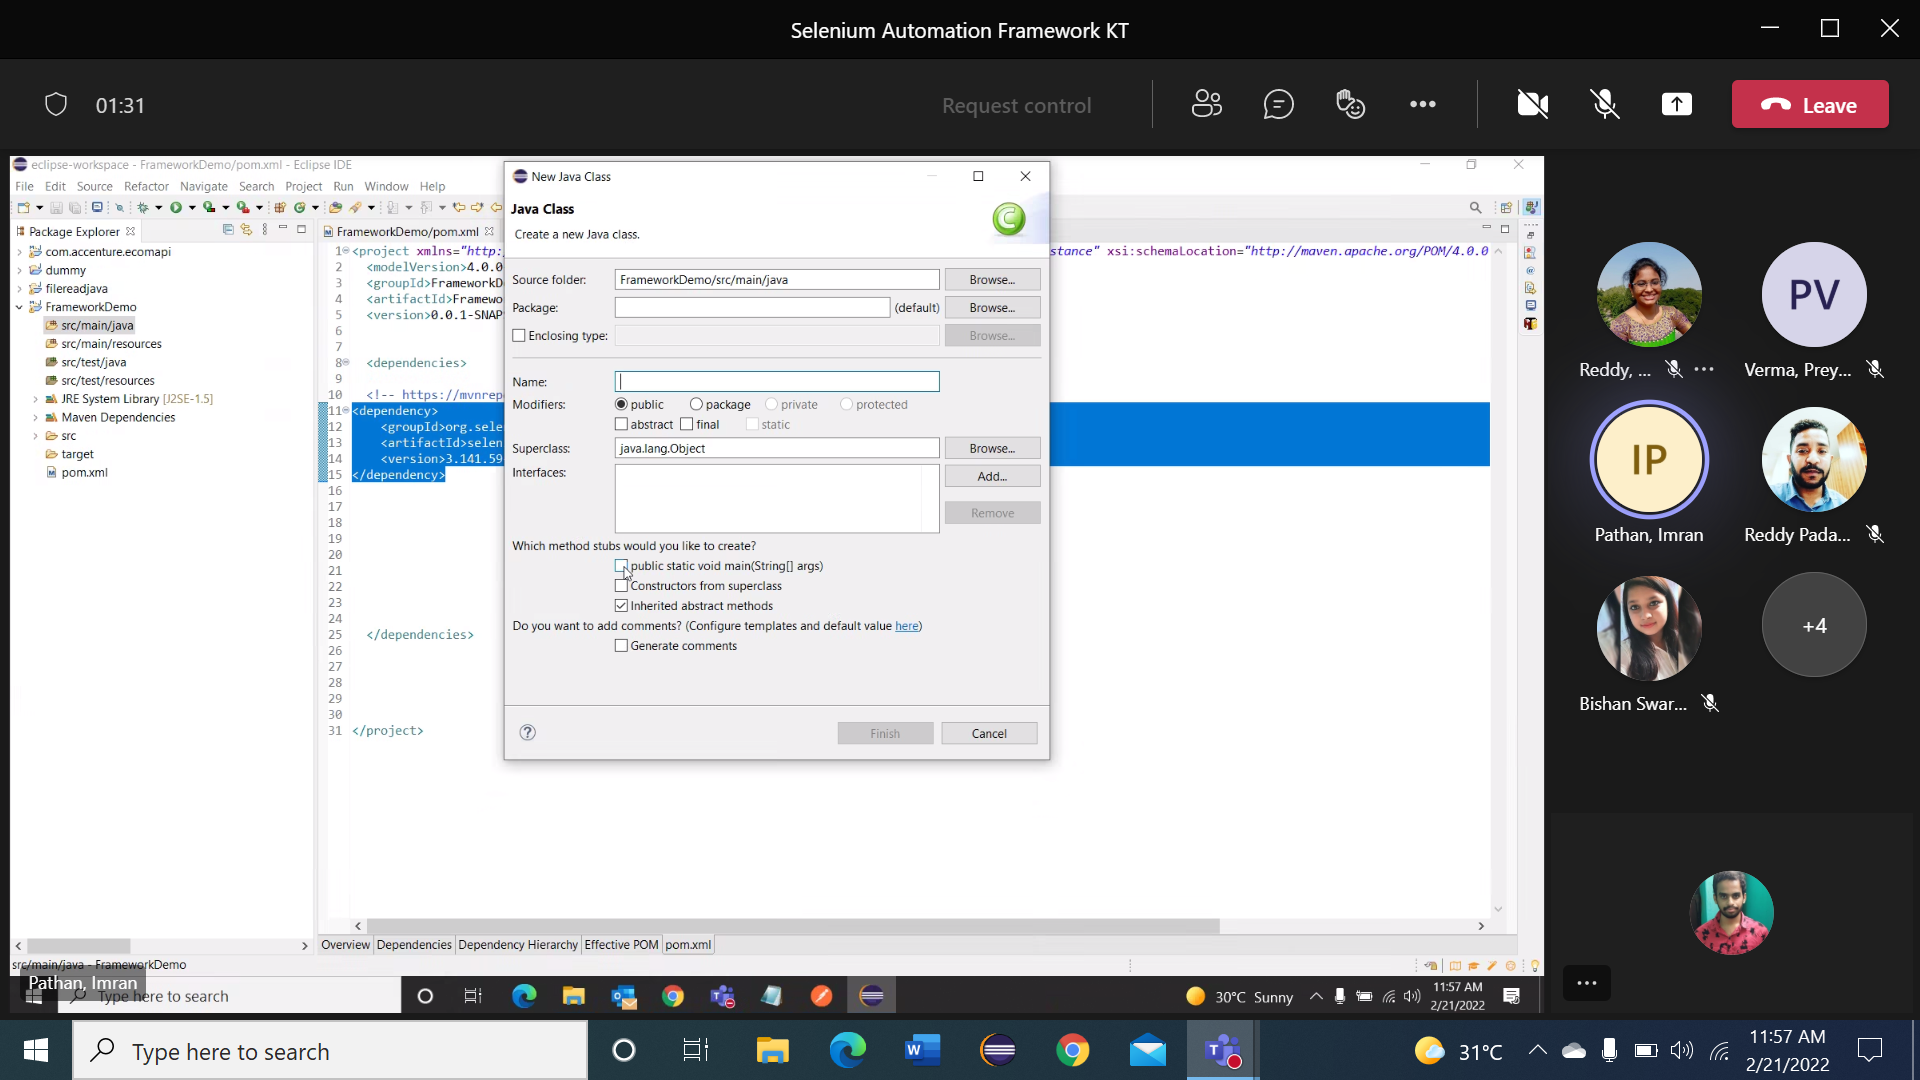 Selenium Automation Framework KT
01:31
Request control
Leave
eclipse-workspace - FrameworkDemo/pom.xml - Eclipse IDE
File Edit Source Refactor Navigate Search Project Run Window Help
Package Explorer
com.accenture.ecomapi
dummy
filereadjava
FrameworkDemo
src/main/java
src/main/resources
src/test/java
src/test/resources
JRE System Library [J2SE-1.5]
Maven Dependencies
src
target
pom.xml
FrameworkDemo/pom.xml
1 <project xmlns="http:
stance" xsi:schemaLocation="http://maven.apache.org/POM/4.0.0
2 <modelVersion>4.0.0
3 <groupId>FrameworkD
4 <artifactId>Framewo
5 <version>0.0.1-SNAP
6
7
8 <dependencies>
9
10 <!-- https://mvnrepo
11 <dependency>
12 <groupId>org.sele
13 <artifactId>selen
14 <version>3.141.59
15 </dependency>
16
17
18
19
20
21
22
23
24
25 </dependencies>
26
27
28
29
30
31 </project>
New Java Class
Java Class
Create a new Java class.
Source folder: FrameworkDemo/src/main/java Browse...
Package: (default) Browse...
Enclosing type: Browse...
Name:
Modifiers: public package private protected
abstract final static
Superclass: java.lang.Object Browse...
Interfaces: Add...
Remove
Which method stubs would you like to create?
public static void main(String[] args)
Constructors from superclass
Inherited abstract methods
Do you want to add comments? (Configure templates and default value here)
Generate comments
Finish Cancel
Overview Dependencies Dependency Hierarchy Effective POM pom.xml
src/main/java - FrameworkDemo
Pathan, Imran
Type here to search
30°C Sunny
11:57 AM
2/21/2022
Reddy, ...
PV
Verma, Prey...
IP
Pathan, Imran
Reddy Pada...
Bishan Swar...
+4
Type here to search
31°C
11:57 AM
2/21/2022